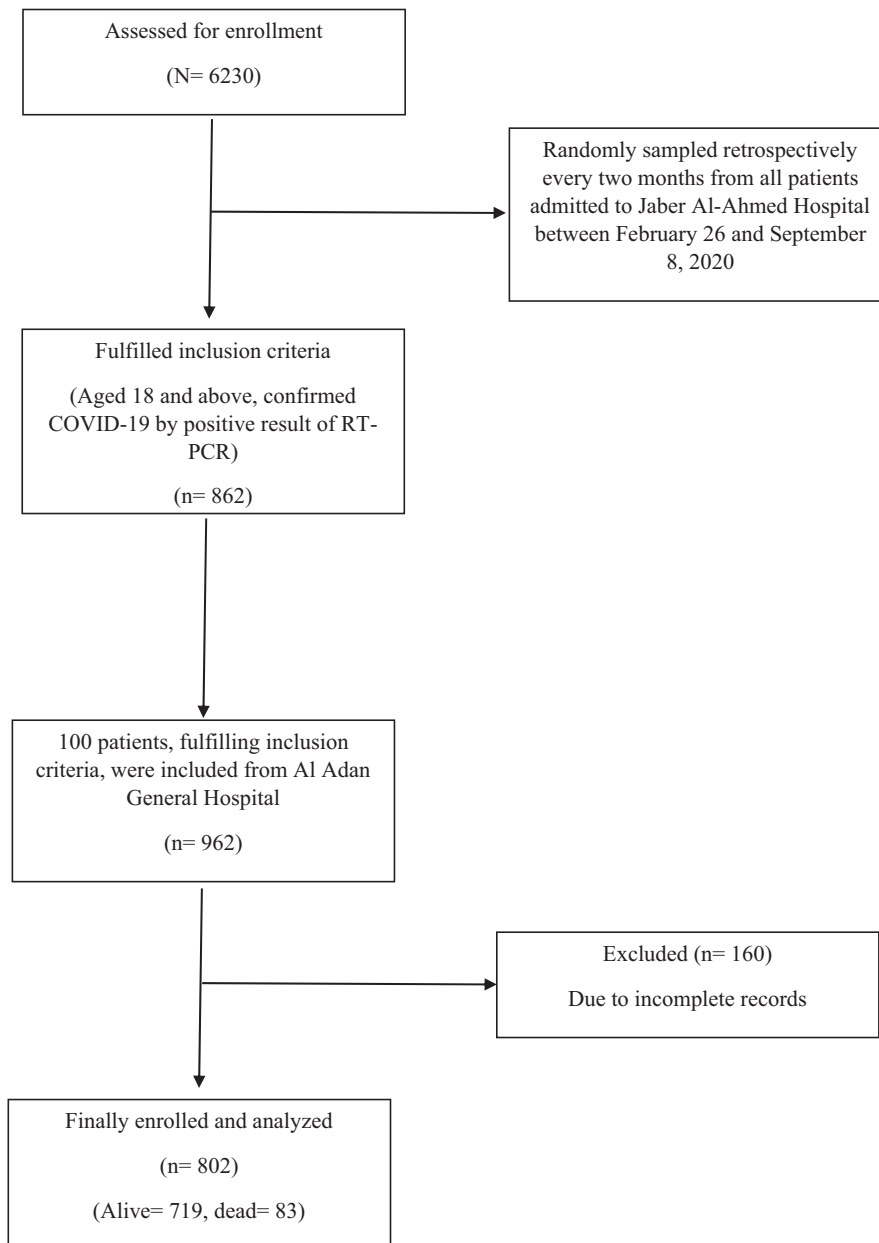 Assessed for enrollment
(N= 6230)
Randomly sampled retrospectively
every two months from all patients
admitted to Jaber Al-Ahmed Hospital
between February 26 and September
8, 2020
Fulfilled inclusion criteria
(Aged 18 and above, confirmed
COVID-19 by positive result of RT-
PCR)
(n= 862)
100 patients, fulfilling inclusion
criteria, were included from Al Adan
General Hospital
(n= 962)
Excluded (n= 160)
Due to incomplete records
Finally enrolled and analyzed
(n= 802)
(Alive= 719, dead= 83)